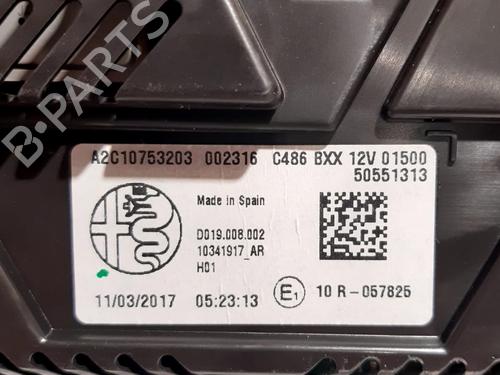 A2C10753203 002316 C486 BXX 12V 01500
50551313
Made in Spain
D019.008.002
10341917_AR
H01
11/03/2017 05:23:13 E1 10 R-057825
B-PARTS